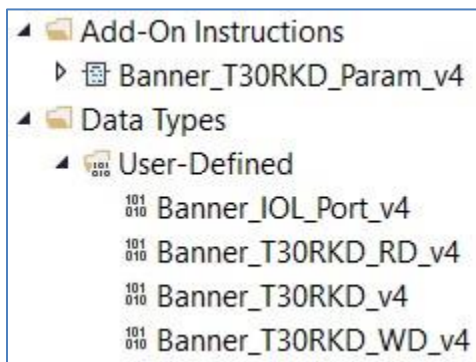 Add-On Instructions
Banner_T30RKD_Param_v4
Data Types
User-Defined
Banner_IOL_Port_v4
Banner_T30RKD_RD_v4
Banner_T30RKD_v4
Banner_T30RKD_WD_v4